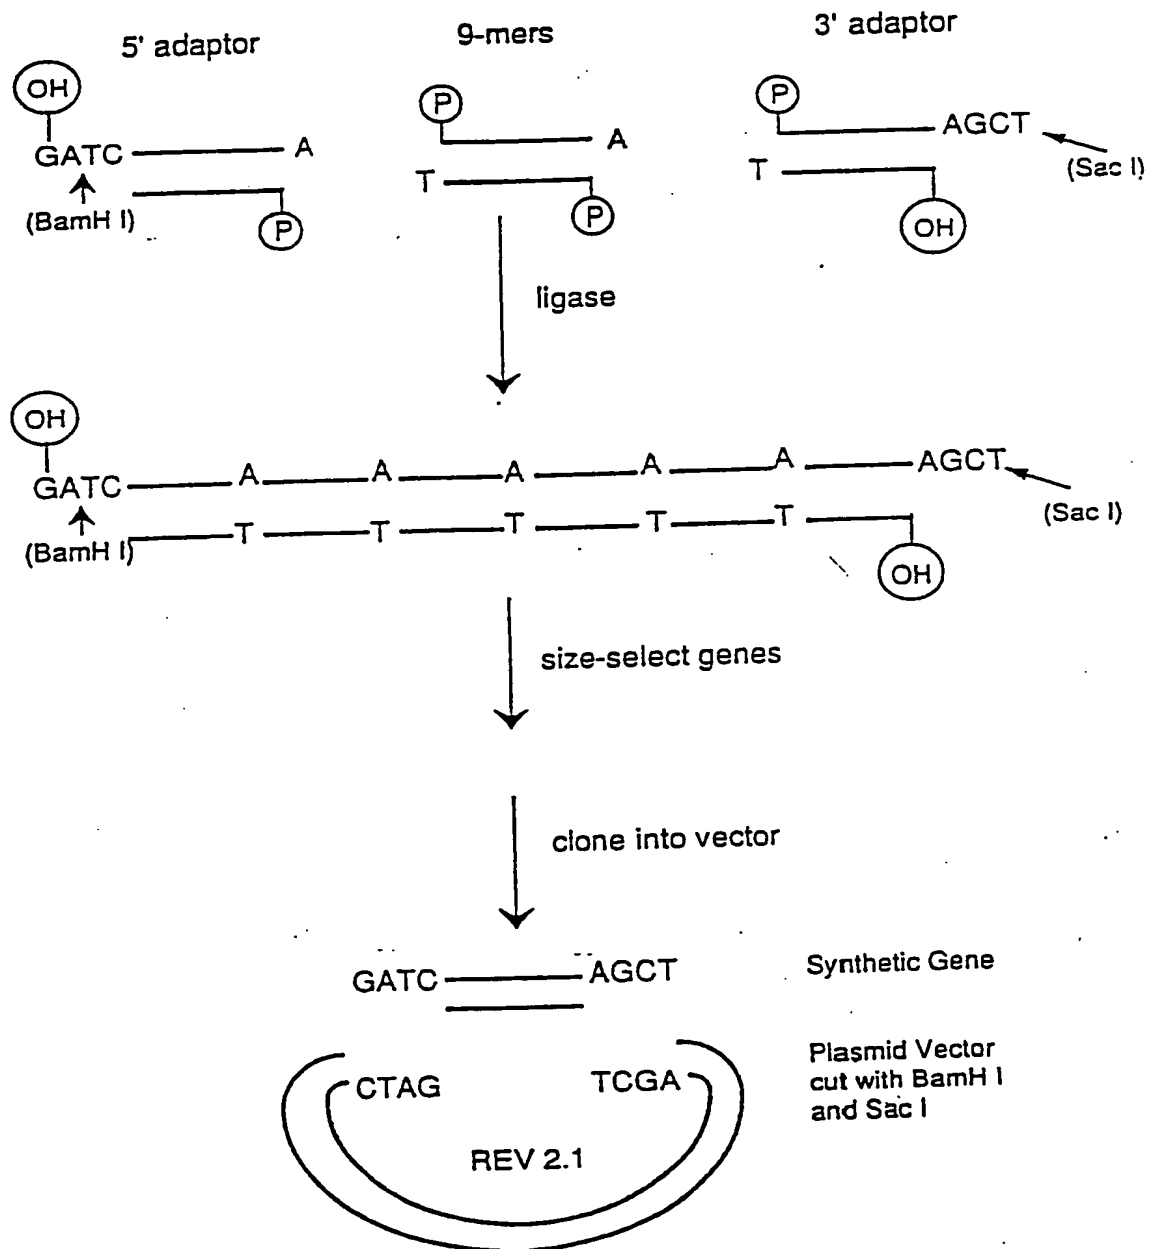 5' adaptor
9-mers
3' adaptor
OH
GATC
A
(BamH I)
P
P
T
A
P
P
T
AGCT
(Sac I)
OH
ligase
OH
GATC
A
A
A
A
A
AGCT
(Sac I)
(BamH I)
T
T
T
T
T
OH
size-select genes
clone into vector
GATC
AGCT
Synthetic Gene
CTAG
TCGA
Plasmid Vector
cut with BamH I
and Sac I
REV 2.1